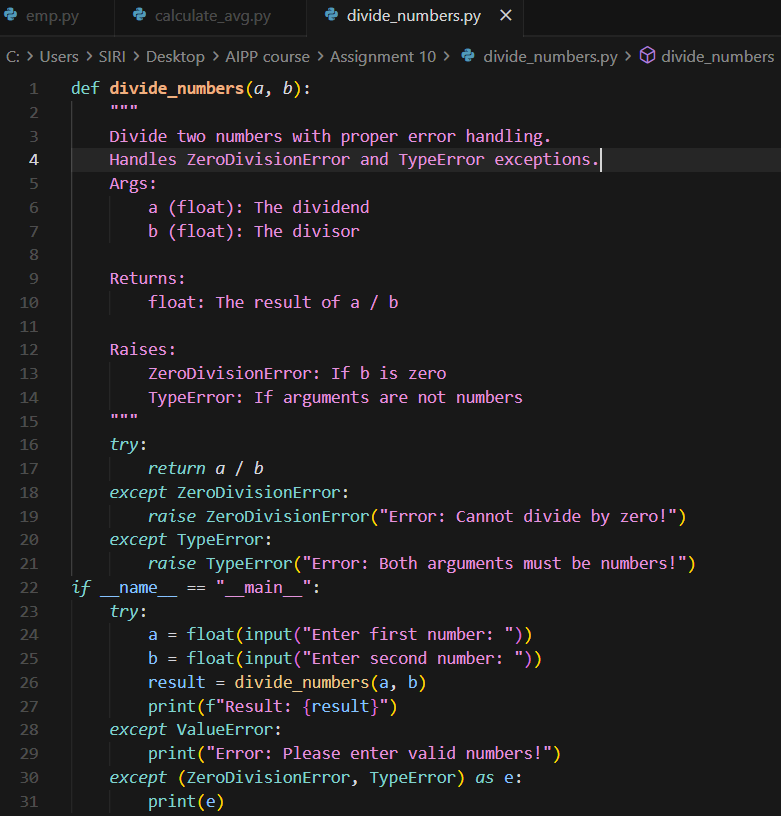 emp.py calculate_avg.py divide_numbers.py ×
C: > Users > SIRI > Desktop > AIPP course > Assignment 10 > divide_numbers.py > divide_numbers
1 def divide_numbers(a, b):
2     """
3     Divide two numbers with proper error handling.
4     Handles ZeroDivisionError and TypeError exceptions.
5     Args:
6         a (float): The dividend
7         b (float): The divisor
8
9     Returns:
10         float: The result of a / b
11
12     Raises:
13         ZeroDivisionError: If b is zero
14         TypeError: If arguments are not numbers
15     """
16     try:
17         return a / b
18     except ZeroDivisionError:
19         raise ZeroDivisionError("Error: Cannot divide by zero!")
20     except TypeError:
21         raise TypeError("Error: Both arguments must be numbers!")
22 if __name__ == "__main__":
23     try:
24         a = float(input("Enter first number: "))
25         b = float(input("Enter second number: "))
26         result = divide_numbers(a, b)
27         print(f"Result: {result}")
28     except ValueError:
29         print("Error: Please enter valid numbers!")
30     except (ZeroDivisionError, TypeError) as e:
31         print(e)